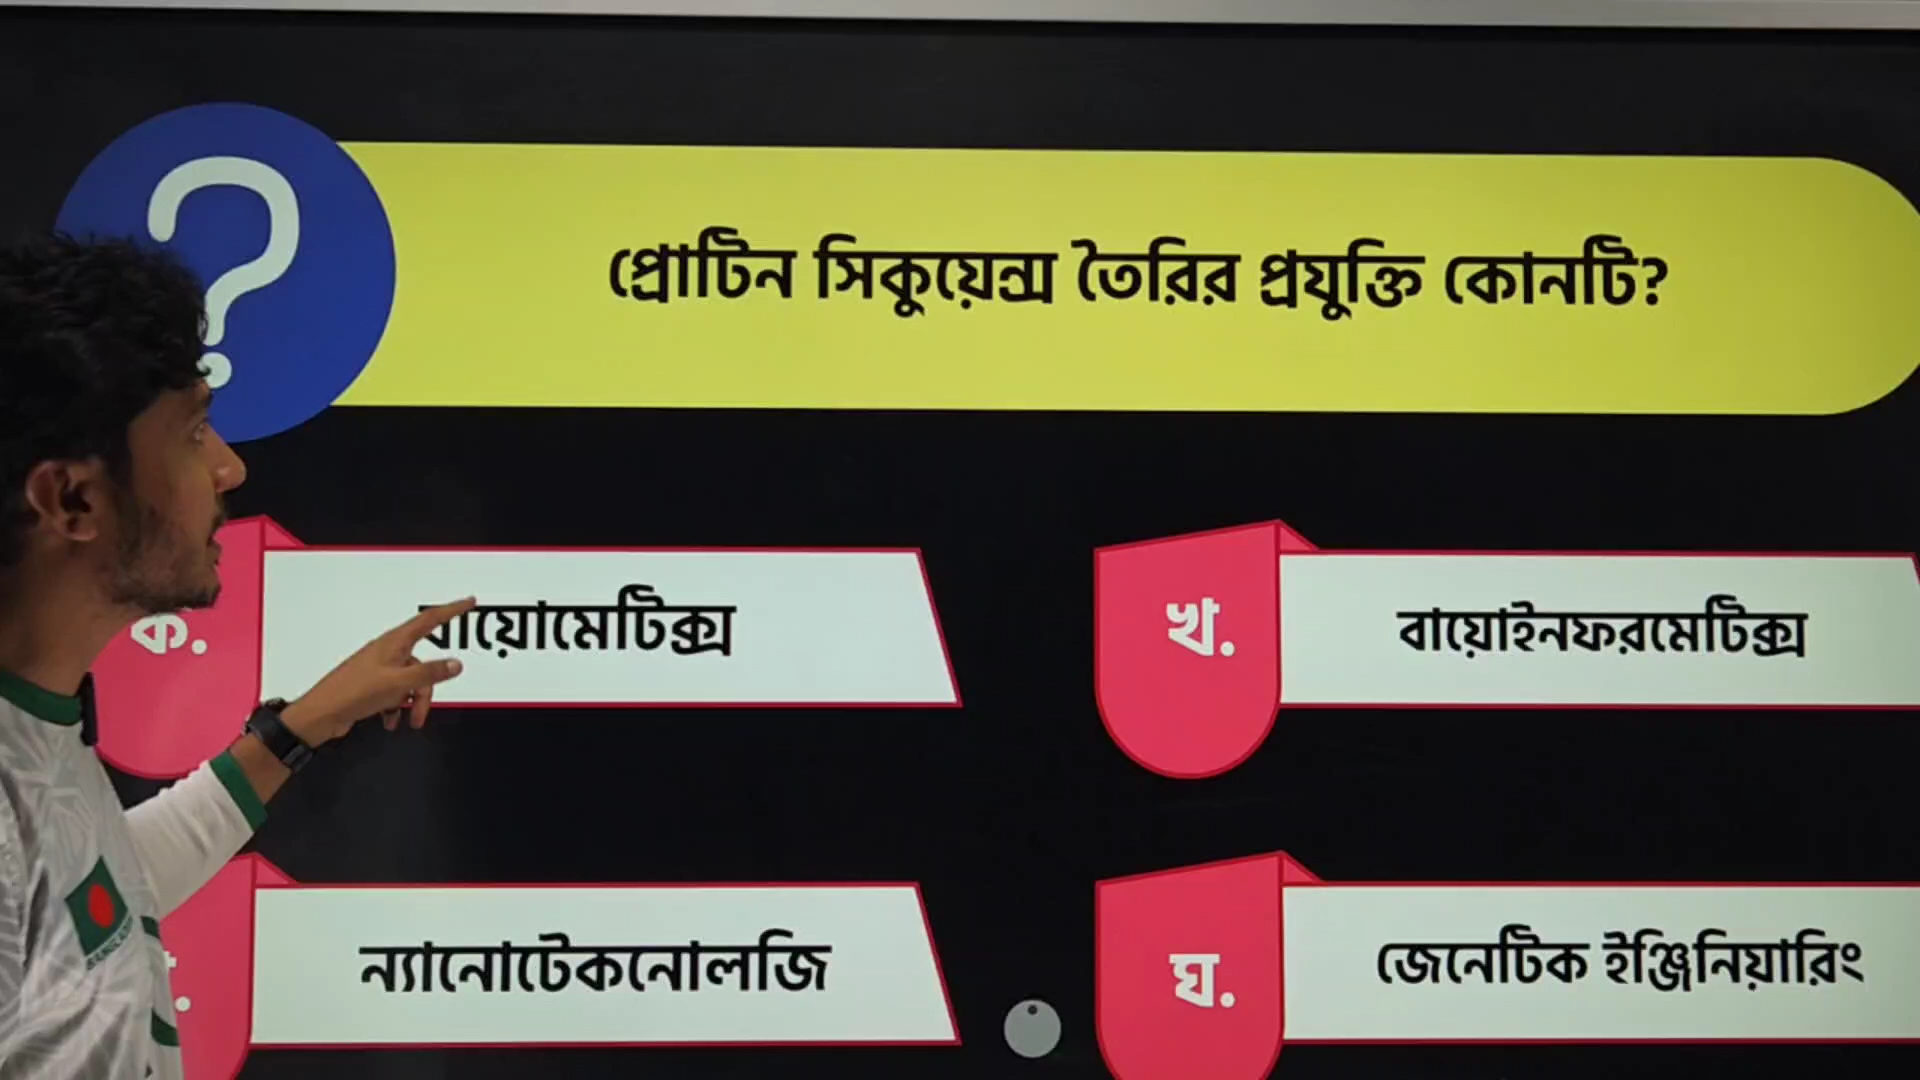 প্রোটিন সিকুয়েন্স তৈরির প্রযুক্তি কোনটি?
ক. বায়োমেটিক্স
খ. বায়োইনফরমেটিক্স
ন্যানোটেকনোলজি
ঘ. জেনেটিক ইঞ্জিনিয়ারিং